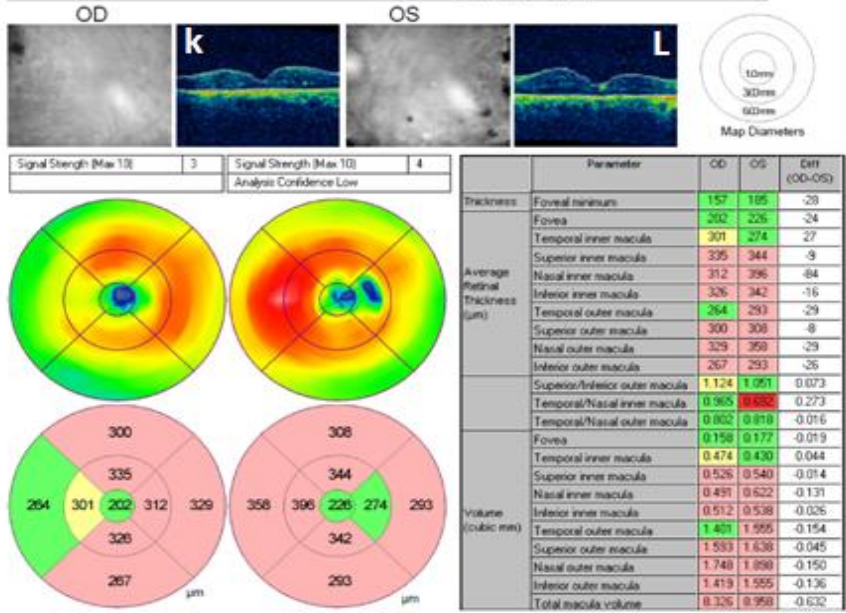 OD
OS
k
L
1.0mm
3.00mm
6.00mm
Map Diameters
Signal Strength (Max 10) 3
Signal Strength (Max 10) 4
Analysis Confidence Low
Parameter OD OS Diff (OD-OS)
Thickness Foveal minimum 157 185 -28
Average Retinal Thickness (µm)
Fovea 202 226 -24
Temporal inner macula 301 274 27
Superior inner macula 335 344 -9
Nasal inner macula 312 396 -84
Inferior inner macula 326 342 -16
Temporal outer macula 264 293 -29
Superior outer macula 300 308 -8
Nasal outer macula 329 358 -29
Inferior outer macula 267 293 -26
Superior/Inferior outer macula 1.124 1.051 0.073
Temporal/Nasal inner macula 0.965 0.692 0.273
Temporal/Nasal outer macula 0.802 0.818 -0.016
Volume (cubic mm)
Fovea 0.158 0.177 -0.019
Temporal inner macula 0.474 0.430 0.044
Superior inner macula 0.526 0.540 -0.014
Nasal inner macula 0.491 0.622 -0.131
Inferior inner macula 0.512 0.538 -0.026
Temporal outer macula 1.401 1.555 -0.154
Superior outer macula 1.593 1.638 -0.045
Nasal outer macula 1.748 1.898 -0.150
Inferior outer macula 1.419 1.555 -0.136
Total macula volume 8.326 8.958 -0.632
300
335
264 301 202 312 329
326
267
µm
308
344
358 396 226 274 293
342
293
µm